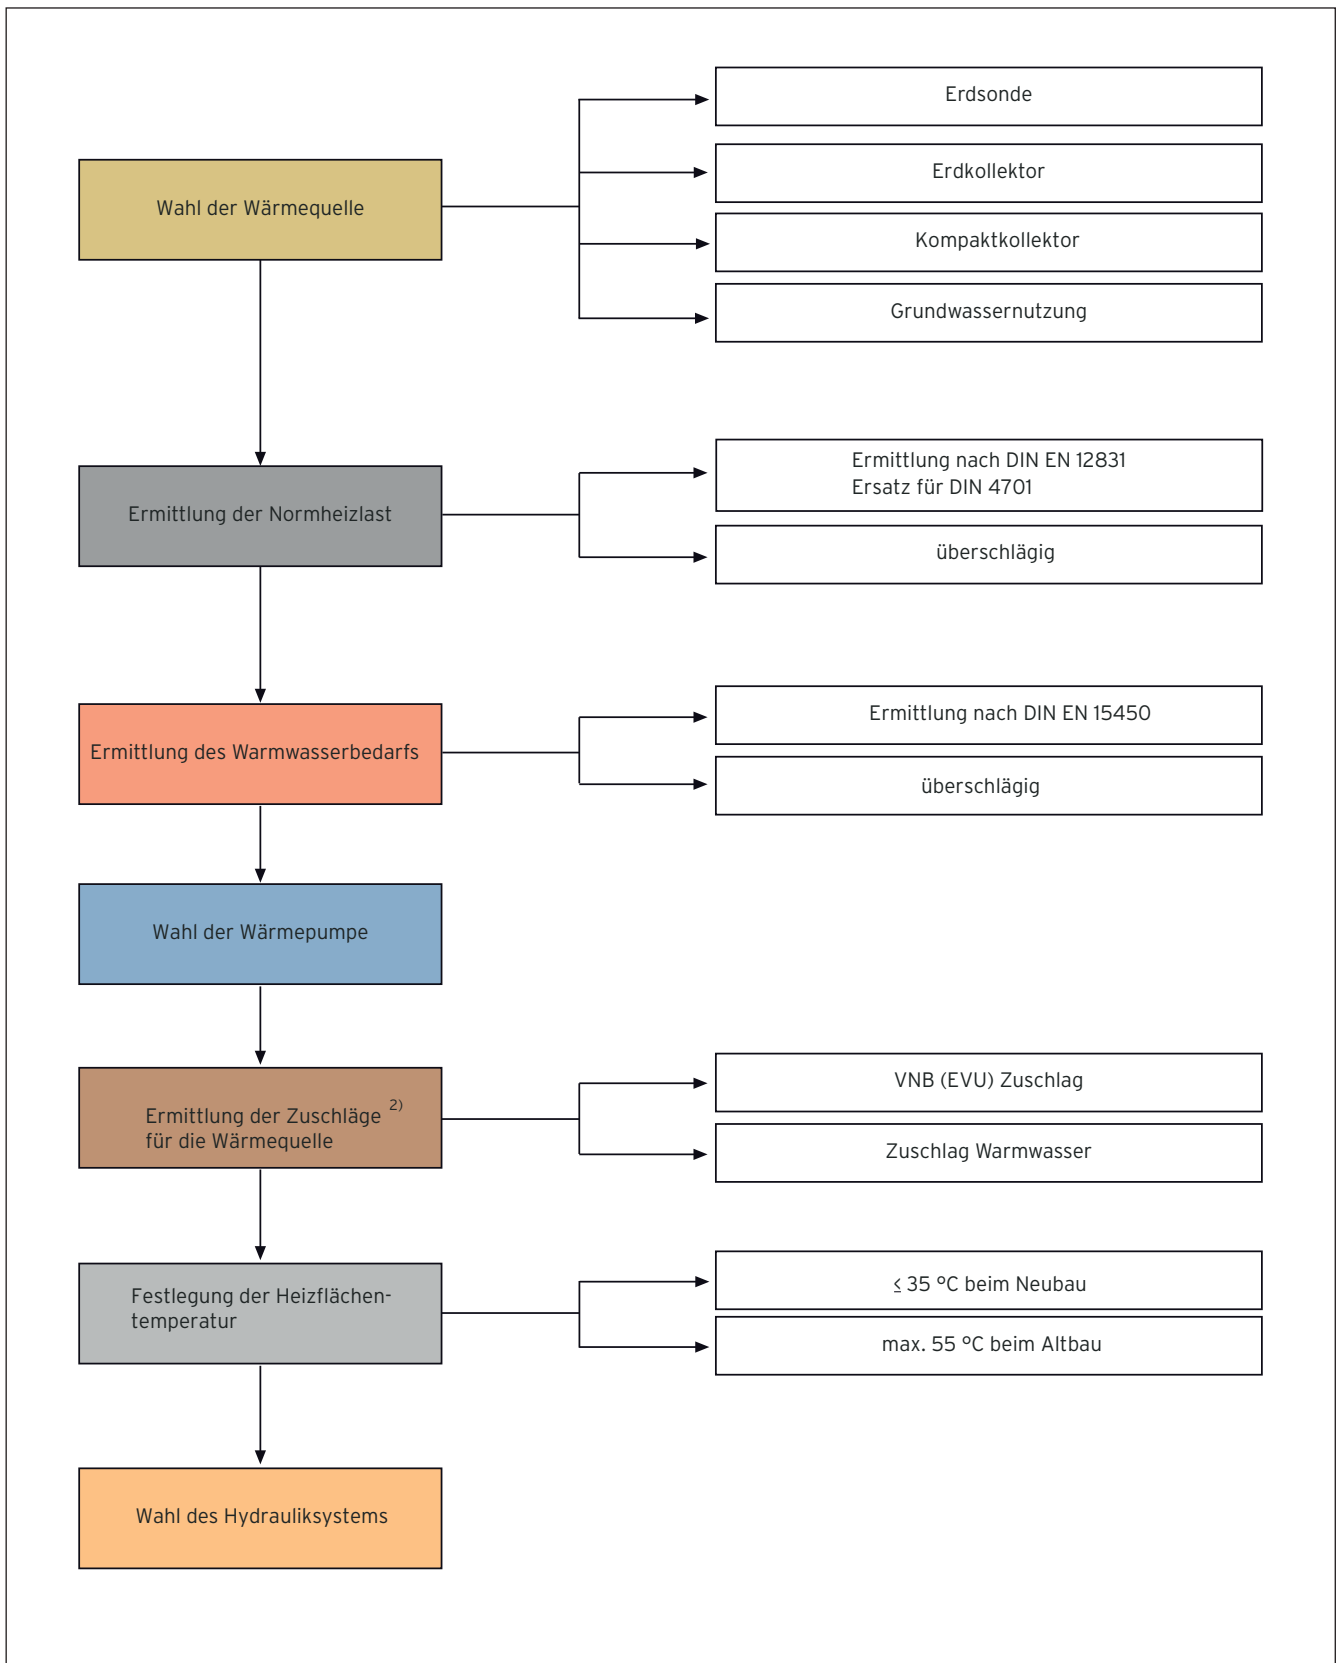 Wahl der Wärmequelle
Erdsonde
Erdkollektor
Kompaktkollektor
Grundwassernutzung
Ermittlung der Normheizlast
Ermittlung nach DIN EN 12831
Ersatz für DIN 4701
überschlägig
Ermittlung des Warmwasserbedarfs
Ermittlung nach DIN EN 15450
überschlägig
Wahl der Wärmepumpe
Ermittlung der Zuschläge 2)
für die Wärmequelle
VNB (EVU) Zuschlag
Zuschlag Warmwasser
Festlegung der Heizflächen-
temperatur
≤ 35 °C beim Neubau
max. 55 °C beim Altbau
Wahl des Hydrauliksystems